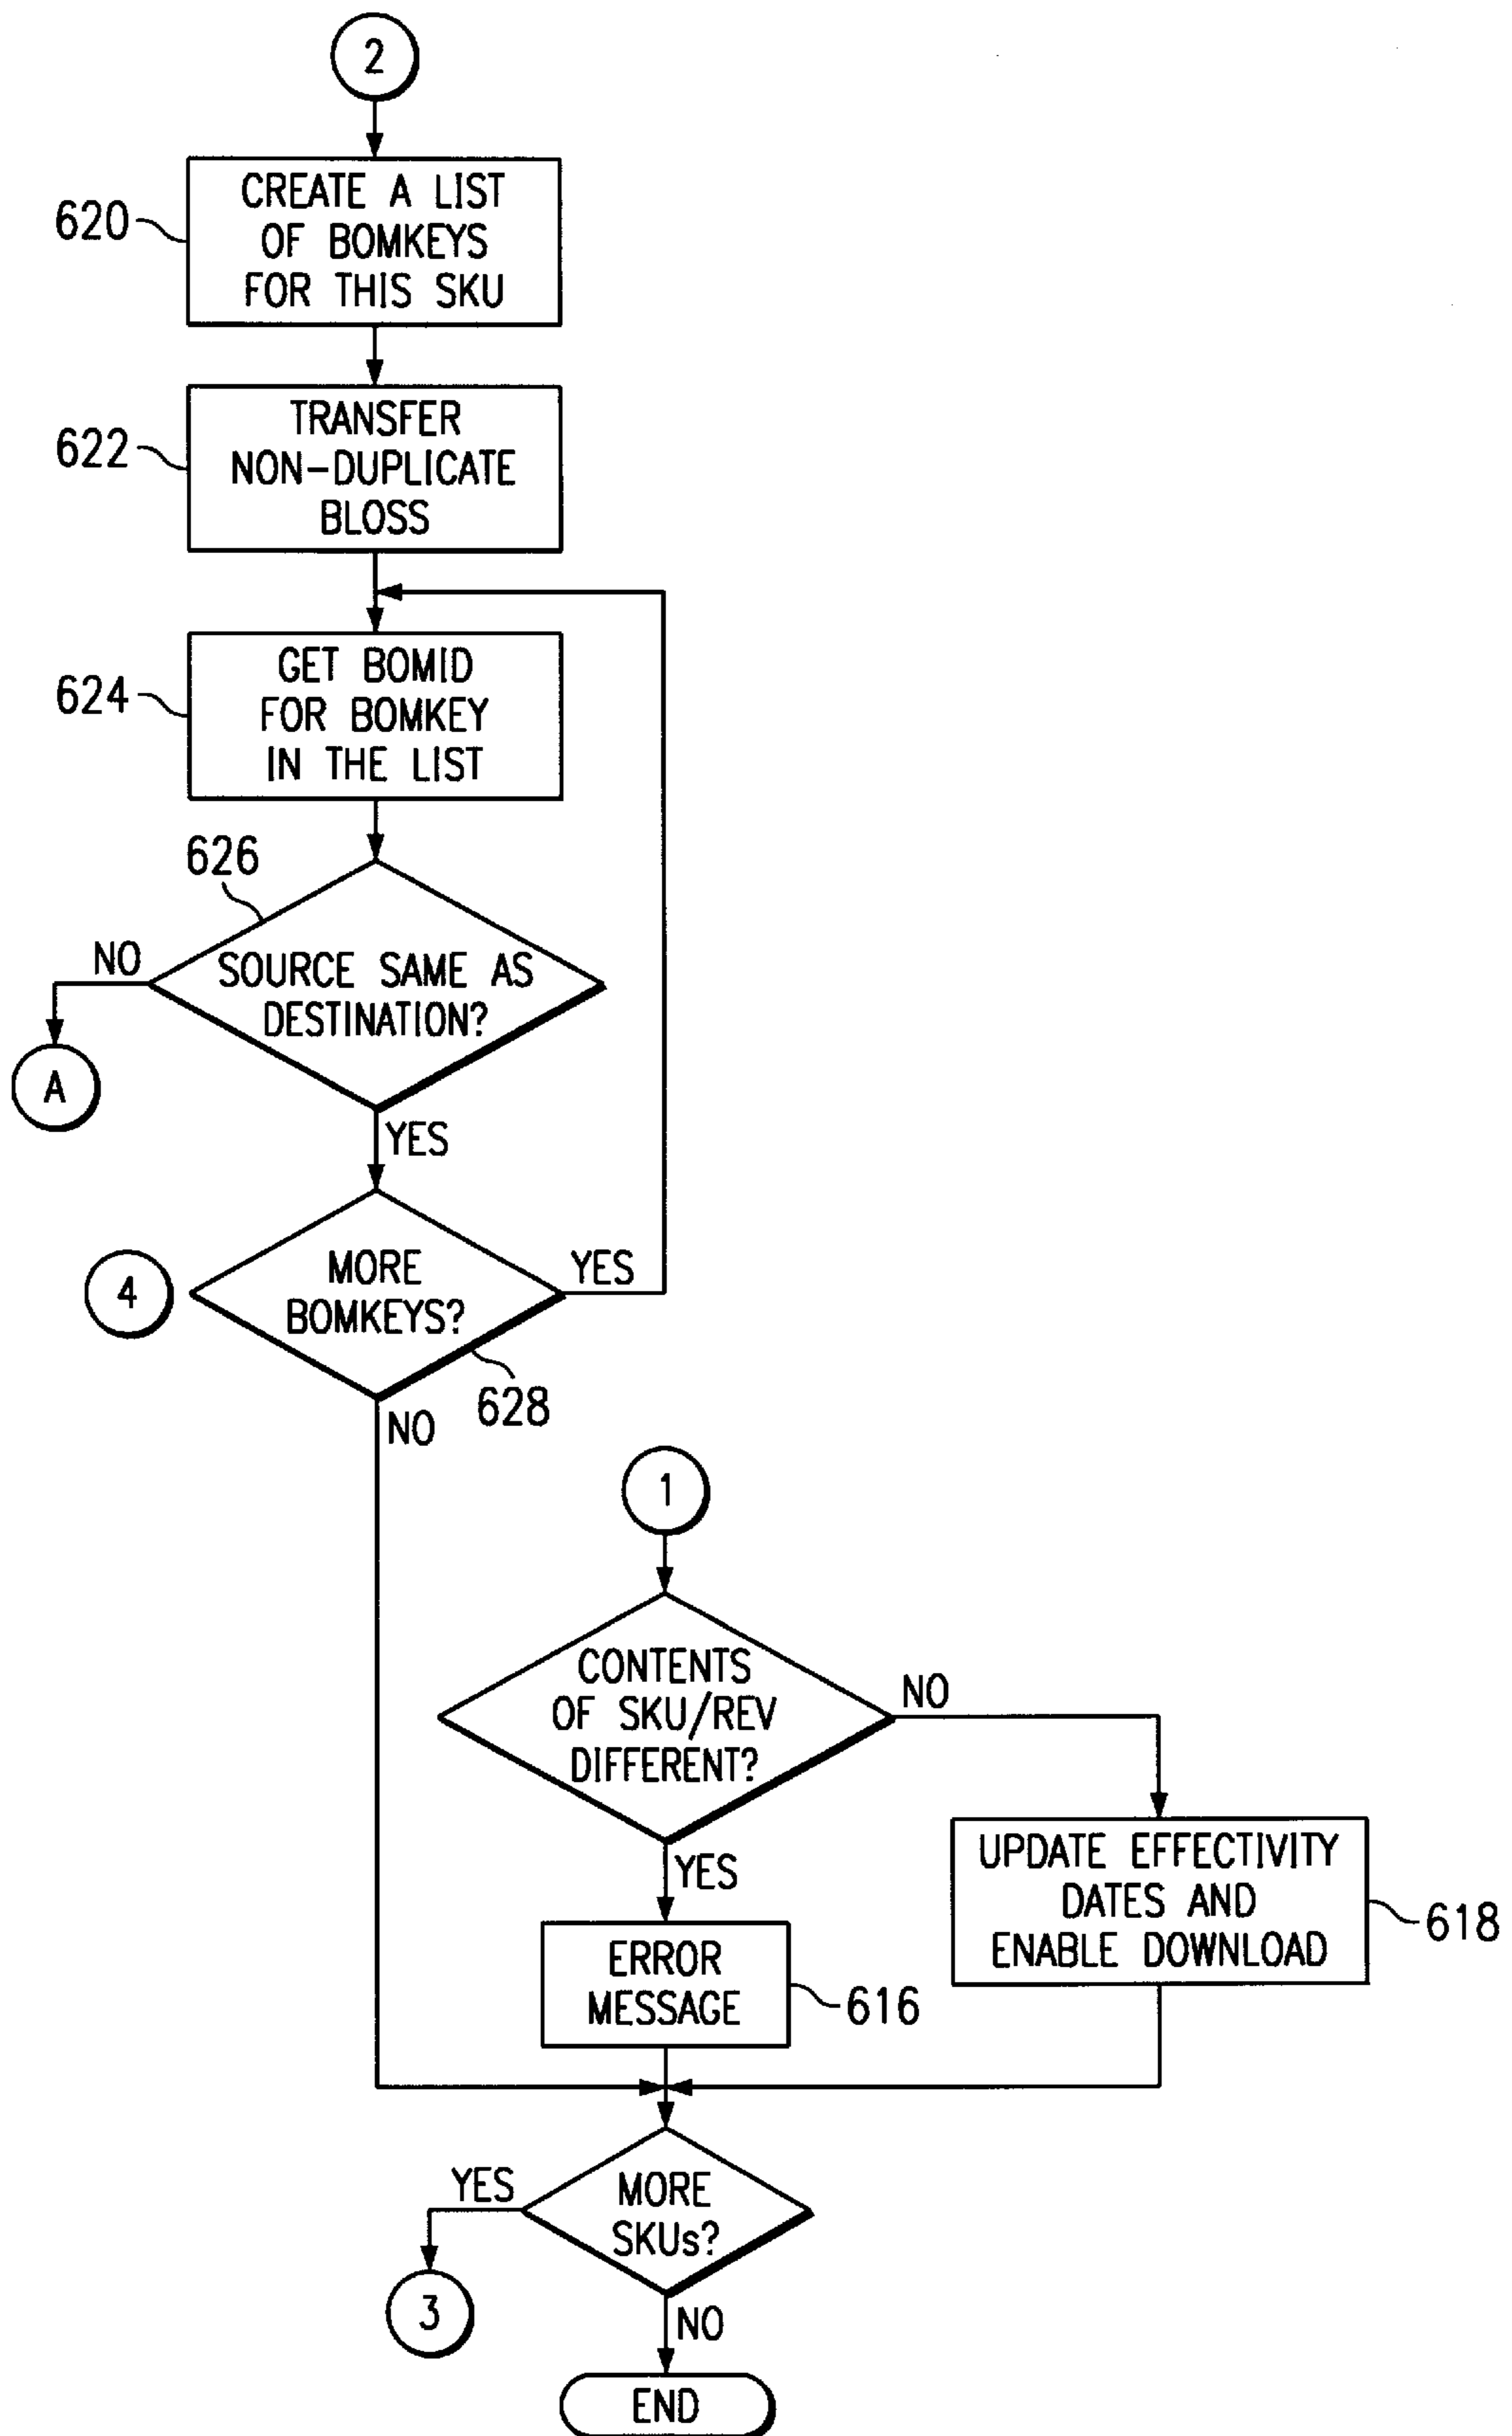 2
CREATE A LIST
OF BOMKEYS
FOR THIS SKU
620
TRANSFER
NON-DUPLICATE
BLOSS
622
GET BOMID
FOR BOMKEY
IN THE LIST
624
626
NO
SOURCE SAME AS
DESTINATION?
A
YES
4
MORE
BOMKEYS?
YES
628
NO
1
CONTENTS
OF SKU/REV
DIFFERENT?
NO
YES
UPDATE EFFECTIVITY
DATES AND
ENABLE DOWNLOAD
618
ERROR
MESSAGE
616
YES
MORE
SKUs?
3
NO
END